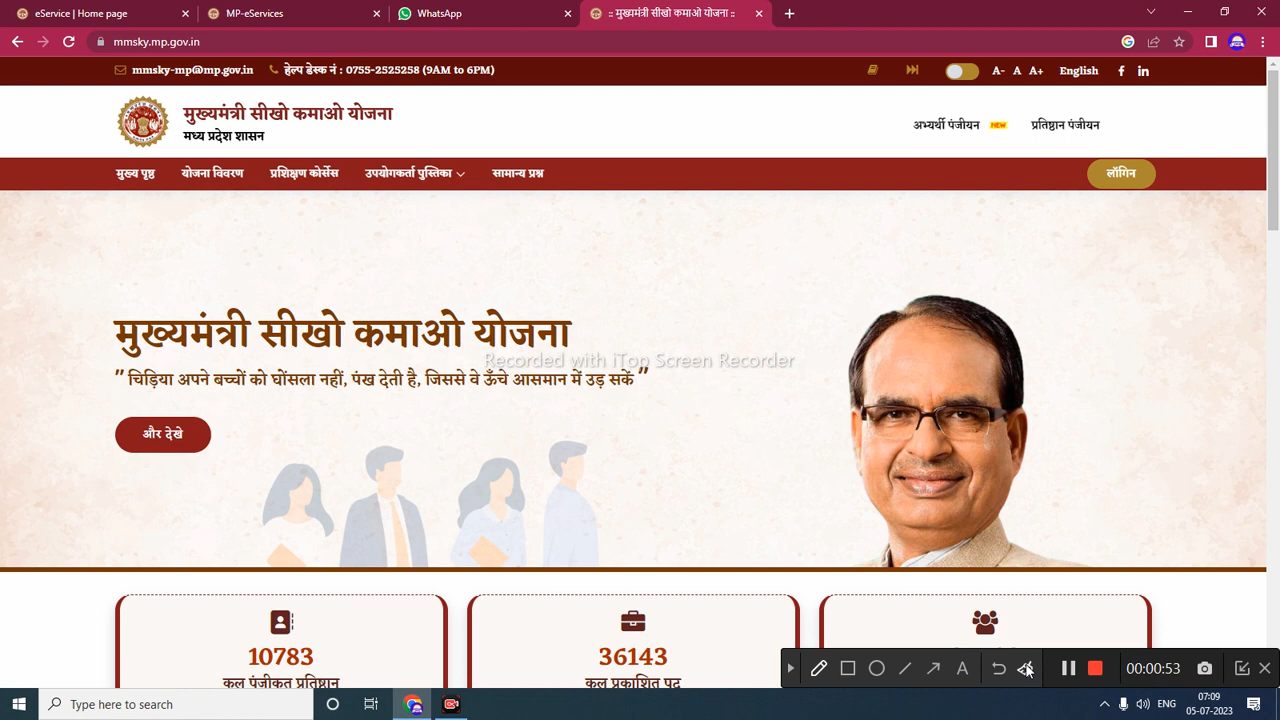 eService | Home page
MP-eServices
WhatsApp
:: मुख्यमंत्री सीखो कमाओ योजना ::
mmsky.mp.gov.in
mmsky-mp@mp.gov.in
हेल्प डेस्क नं : 0755-2525258 (9AM to 6PM)
A- A A+
English
मुख्यमंत्री सीखो कमाओ योजना
मध्य प्रदेश शासन
अभ्यर्थी पंजीयन NEW
प्रतिष्ठान पंजीयन
मुख्य पृष्ठ योजना विवरण प्रशिक्षण कोर्सेस उपयोगकर्ता पुस्तिका सामान्य प्रश्न लॉगिन
मुख्यमंत्री सीखो कमाओ योजना
Recorded with iTop Screen Recorder
" चिड़िया अपने बच्चों को घोंसला नहीं, पंख देती है, जिससे वे ऊँचे आसमान में उड़ सकें "
और देखे
10783
कुल पंजीकृत प्रतिष्ठान
36143
कुल प्रकाशित पद
00:00:53
Type here to search
ENG
07:09
05-07-2023